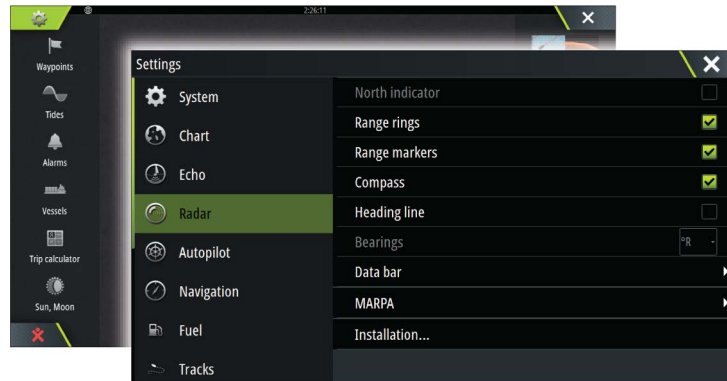 2:26:11
Waypoints
Tides
Alarms
Vessels
Trip calculator
Sun, Moon
Settings
System
Chart
Echo
Radar
Autopilot
Navigation
Fuel
Tracks
North indicator
Range rings
Range markers
Compass
Heading line
Bearings
°R
Data bar
MARPA
Installation...